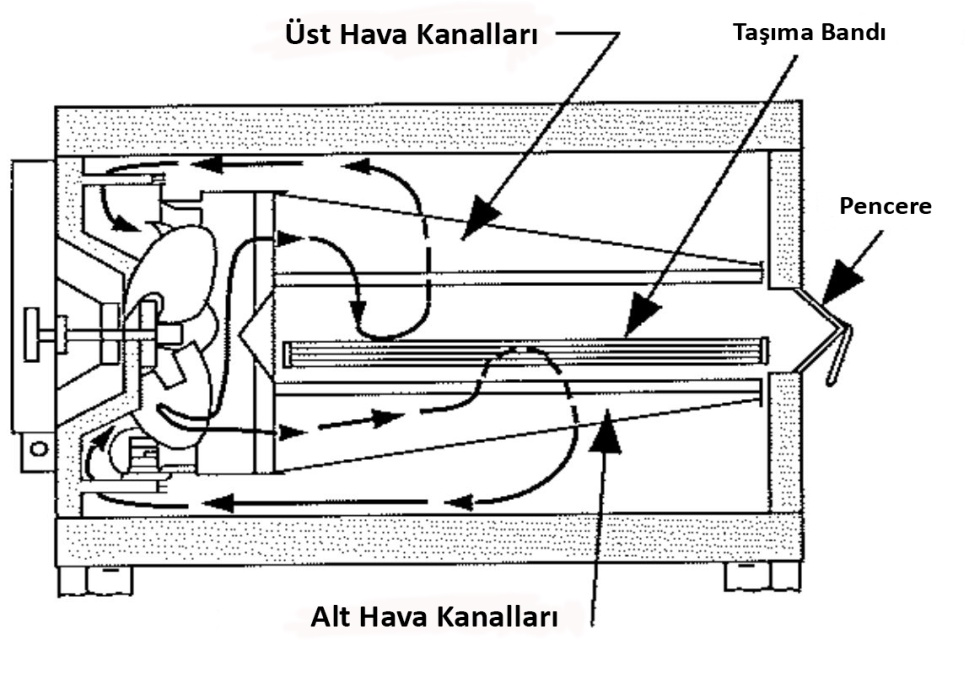 Üst Hava Kanalları
Taşıma Bandı
Pencere
Alt Hava Kanalları